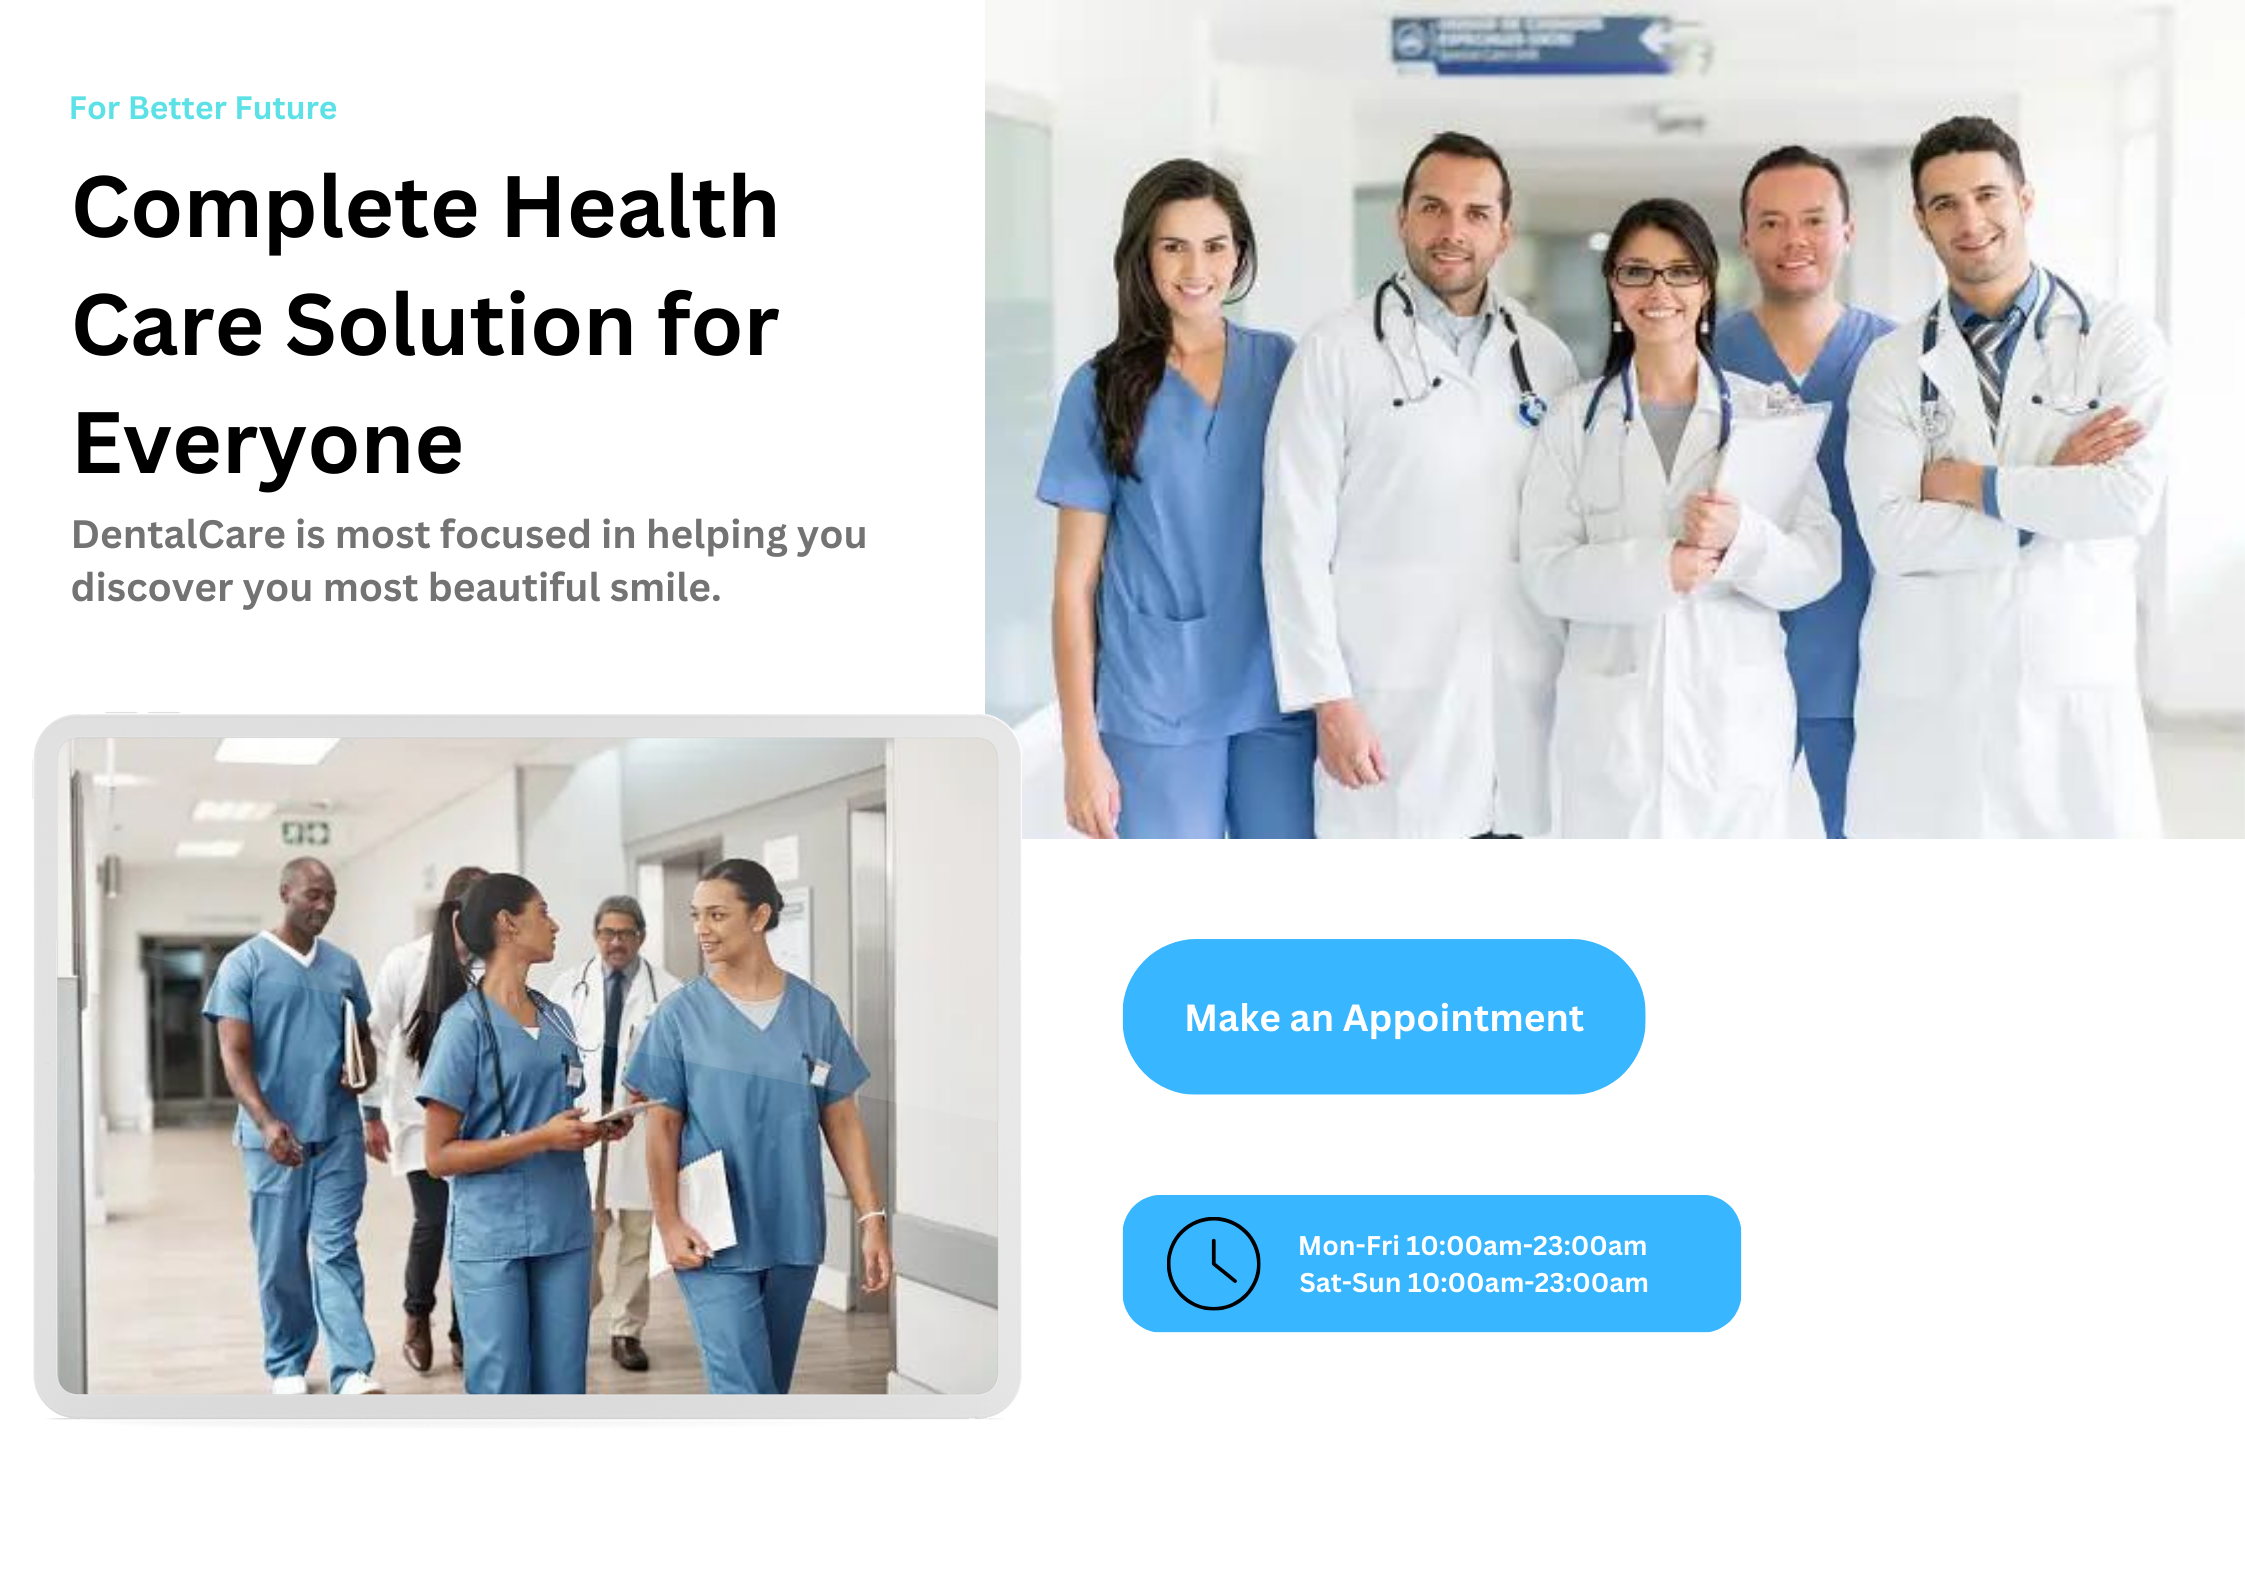 For Better Future
Complete Health
Care Solution for
Everyone
DentalCare is most focused in helping you
discover you most beautiful smile.
Make an Appointment
Mon-Fri 10:00am-23:00am
Sat-Sun 10:00am-23:00am